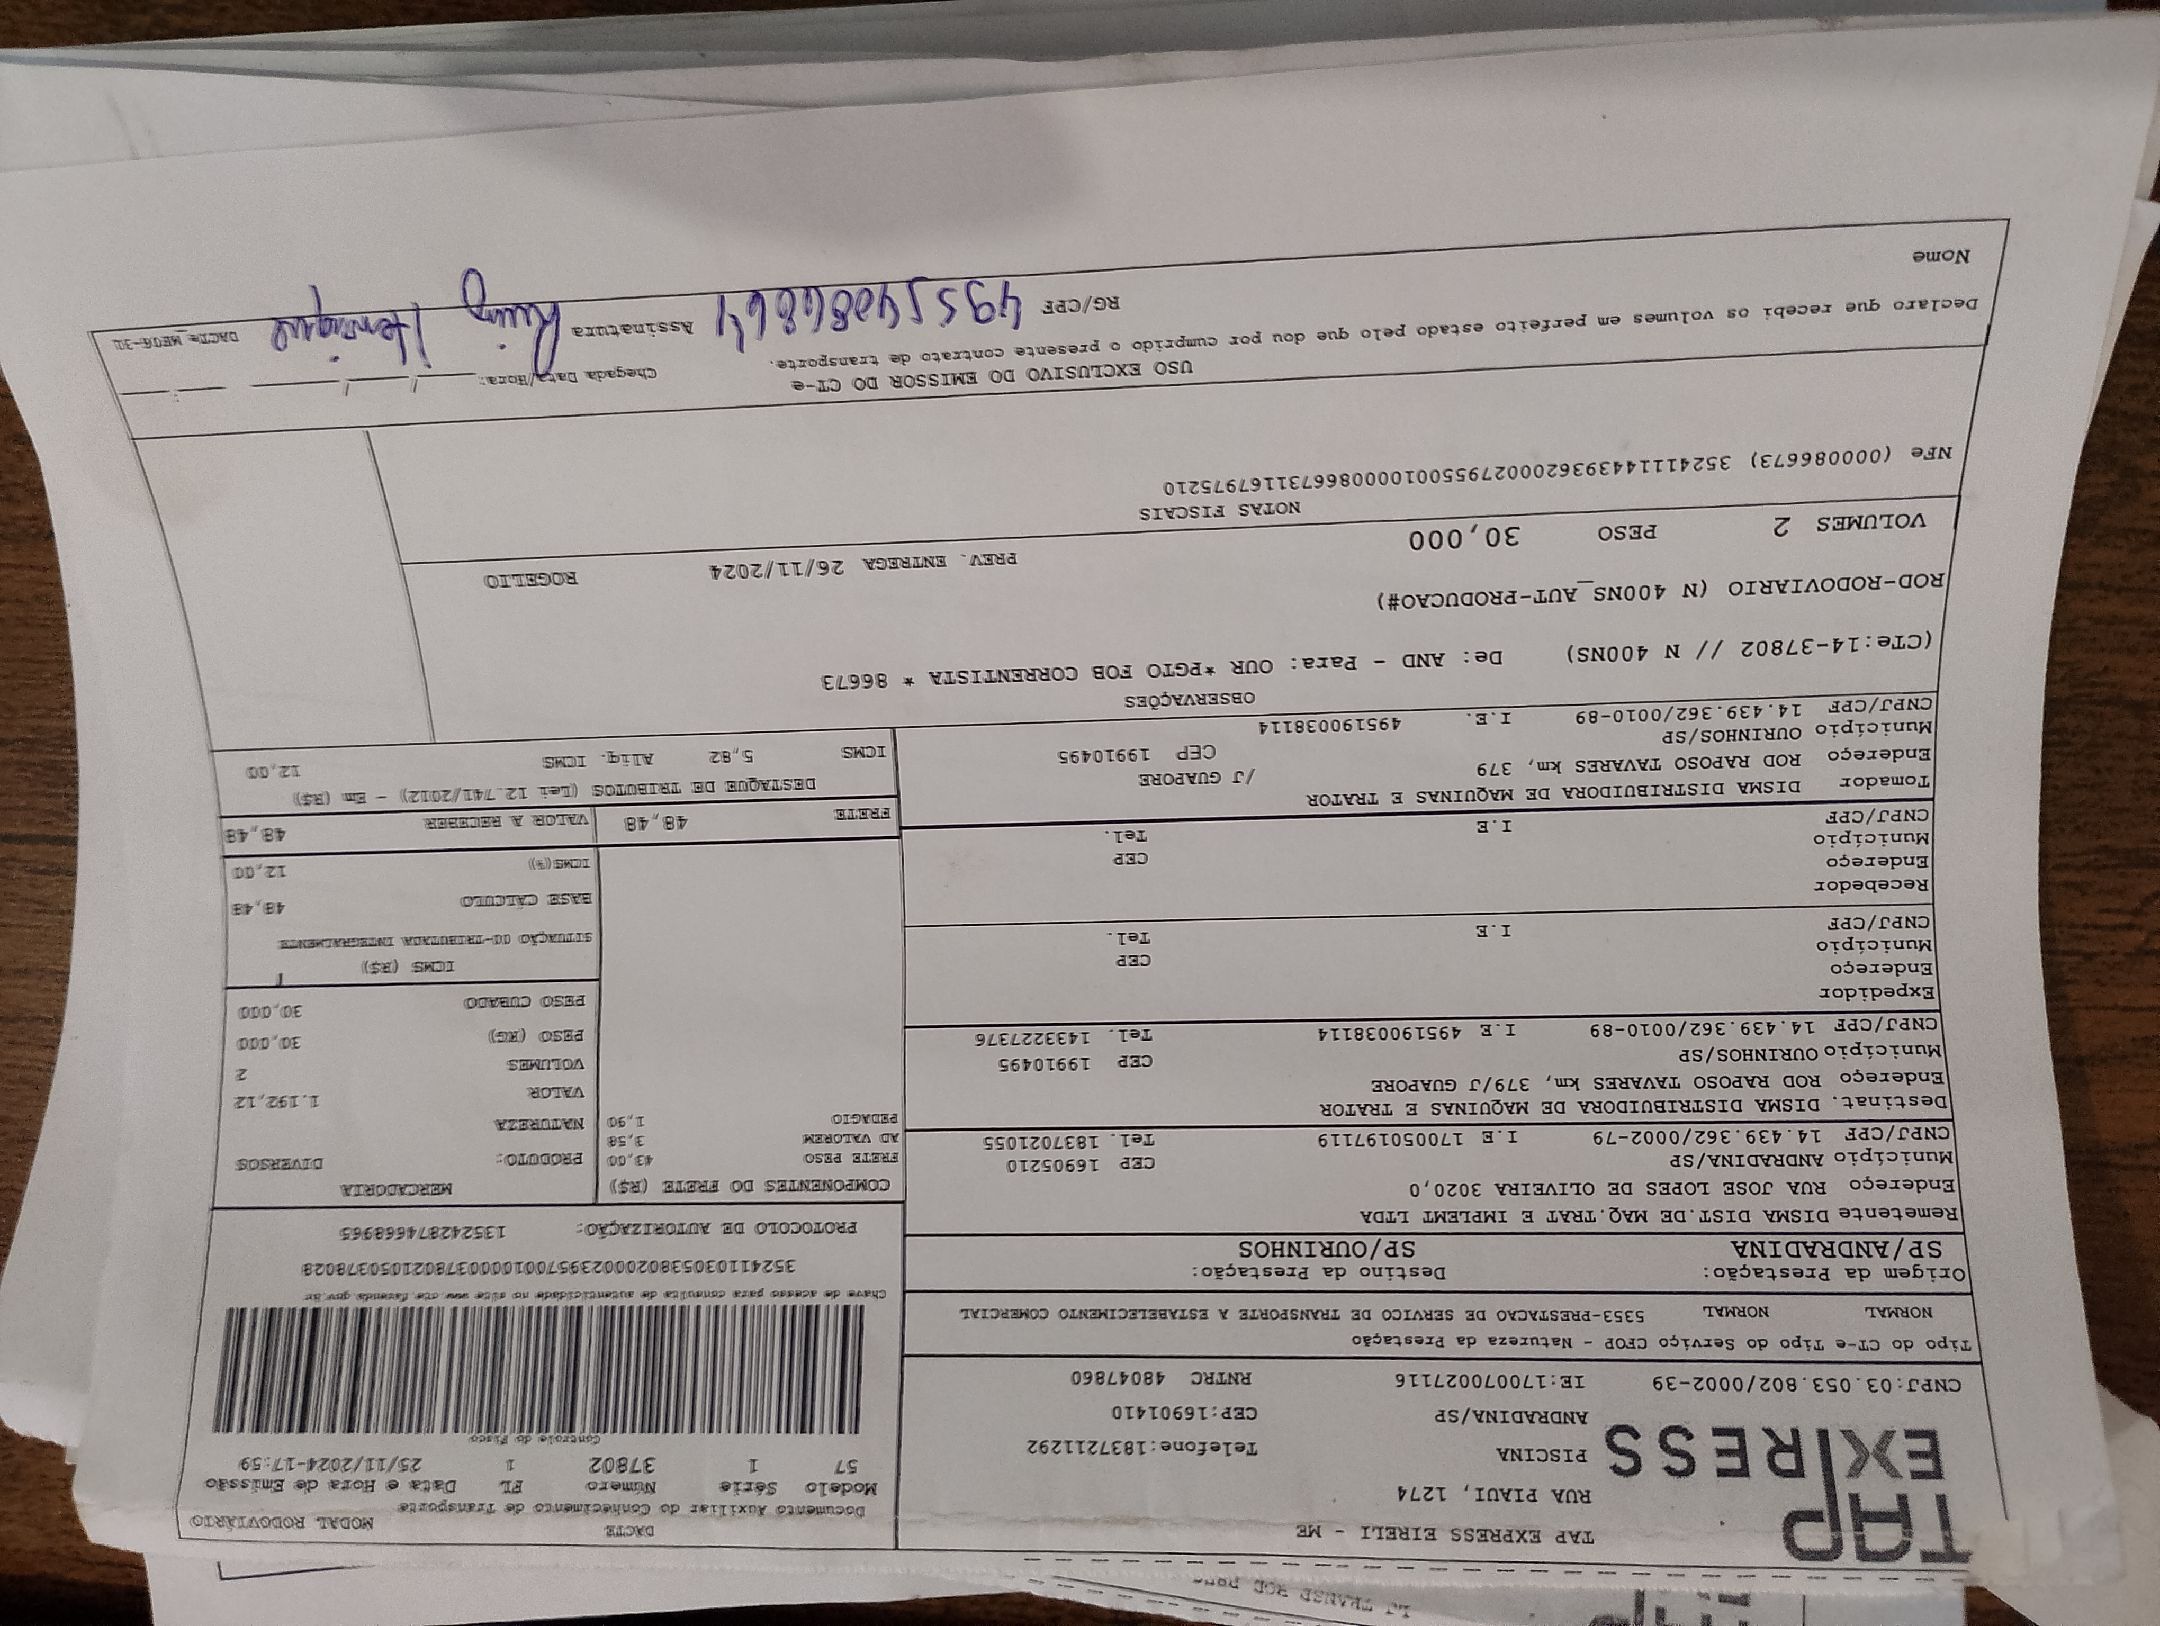 TAP
EXPRESS
TAP EXPRESS EIRELI - ME
RUA PIAUI, 1274
PISCINA
Telefone:1837211292
ANDRADINA/SP
CEP:16901410
CNPJ:03.053.802/0002-39
IE:170070027116
RNTRC 48047860
DACTE
MODAL RODOVIÁRIO
Documento Auxiliar do Conhecimento de Transporte
Modelo Série Número FL Data e Hora de Emissão
57 1 37802 1 25/11/2024-17:59
Controle do Fisco
Chave de acesso para consulta de autenticidade no site www.cte.fazenda.gov.br
PROTOCOLO DE AUTORIZAÇÃO: 135242874668965
Tipo do CT-e Tipo do Serviço CFOP - Natureza da Prestação
NORMAL NORMAL 5353-PRESTACAO DE SERVICO DE TRANSPORTE A ESTABELECIMENTO COMERCIAL
Origem da Prestação: Destino da Prestação:
SP/ANDRADINA SP/OURINHOS
Remetente DISMA DIST.DE MAQ.TRAT E IMPLEMT LTDA
Endereço RUA JOSE LOPES DE OLIVEIRA 3020,0
Município ANDRADINA/SP CEP 16905210
CNPJ/CPF 14.439.362/0002-79 I.E 170050197119 Tel. 1837021055
Destinat. DISMA DISTRIBUIDORA DE MAQUINAS E TRATOR
Endereço ROD RAPOSO TAVARES km, 379/J GUAPORE
Município OURINHOS/SP CEP 19910495
CNPJ/CPF 14.439.362/0010-89 I.E 495190038114 Tel. 1433227376
Expedidor
Endereço
Município CEP
CNPJ/CPF I.E Tel.
Recebedor
Endereço
Município CEP
CNPJ/CPF I.E Tel.
Tomador DISMA DISTRIBUIDORA DE MAQUINAS E TRATOR
Endereço ROD RAPOSO TAVARES km, 379 /J GUAPORE
Município OURINHOS/SP CEP 19910495
CNPJ/CPF 14.439.362/0010-89 I.E. 495190038114
COMPONENTES DO FRETE (R$)
FRETE PESO 43,00
AD VALOREM 3,58
PEDAGIO 1,90
MERCADORIA
PRODUTO: DIVERSOS
NATUREZA
VALOR 1.192,12
VOLUMES 2
PESO (KG) 30,000
PESO CUBADO 30,000
ICMS (R$)
SITUAÇÃO 00-TRIBUTADA INTEGRALMENTE
BASE CÁLCULO 48,48
ICMS(%) 12,00
FRETE 48,48 VALOR A RECEBER 48,48
DESTAQUE DE TRIBUTOS (Lei 12.741/2012) - Em (R$)
ICMS 5,82 Aliq. ICMS 12,00
OBSERVAÇÕES
(CTe:14-37802 // N 400NS) De: AND - Para: OUR *PGTO FOB CORRENTISTA * 86673
ROD-RODOVIARIO (N 400NS_AUT-PRODUCAO#)
PREV. ENTREGA 26/11/2024 ROGELIO
VOLUMES 2 PESO 30,000
NOTAS FISCAIS
NFe (000086673)
USO EXCLUSIVO DO EMISSOR DO CT-e
Declaro que recebi os volumes em perfeito estado pelo que dou por cumprido o presente contrato de transporte.
Chegada Data/Hora: __/__/__ __:__
Nome RG/CPF 49551408686 Assinatura Henrique